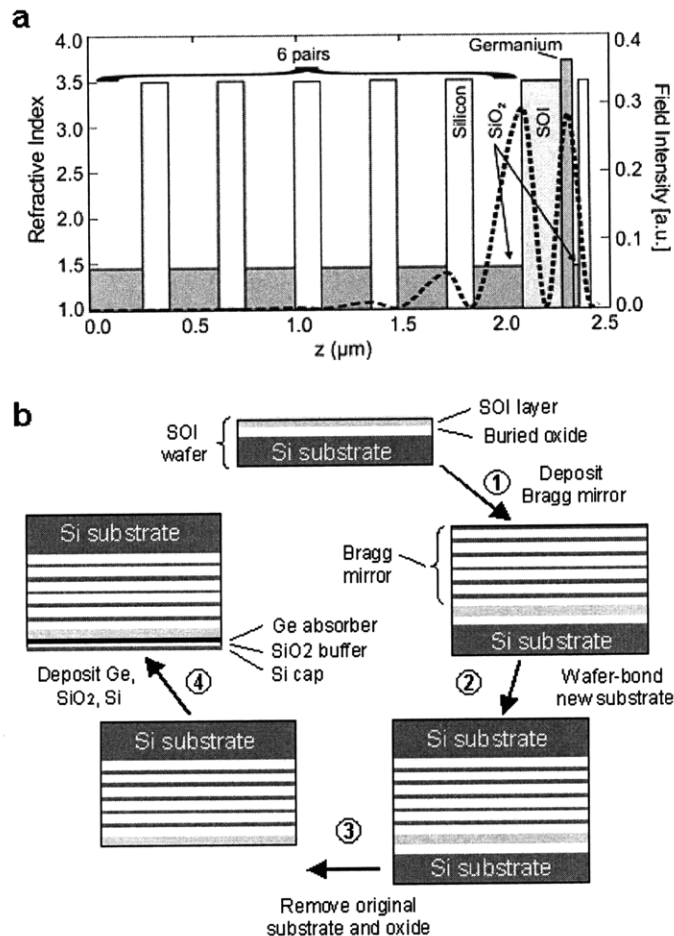 a
6 pairs
Germanium
4.0
3.5
3.0
2.5
2.0
1.5
1.0
Refractive Index
Silicon
SiO2
SOI
0.4
0.3
0.2
0.1
0.0
Field Intensity [a.u.]
0.0
0.5
1.0
1.5
2.0
2.5
z (µm)
b
SOI
wafer
SOI layer
Buried oxide
Si substrate
1
Deposit
Bragg mirror
Bragg
mirror
Si substrate
2
Wafer-bond
new substrate
Si substrate
Si substrate
3
Remove original
substrate and oxide
Si substrate
4
Deposit Ge,
SiO2, Si
Si substrate
Ge absorber
SiO2 buffer
Si cap